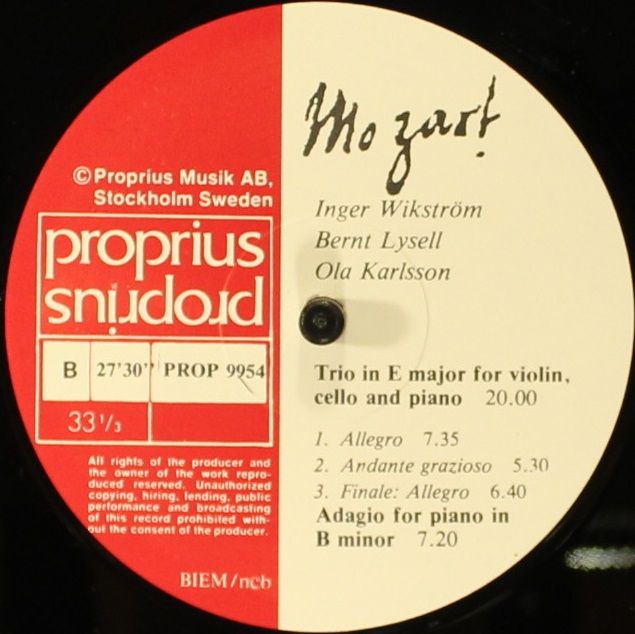 Mozart
Inger Wikström
Bernt Lysell
Ola Karlsson
© Proprius Musik AB,
Stockholm Sweden
proprius
proprius
B 27'30'' PROP 9954
33 1/3
All rights of the producer and
the owner of the work repro-
duced reserved. Unauthorized
copying, hiring, lending, public
performance and broadcasting
of this record prohibited with-
out the consent of the producer.
BIEM/ncb
Trio in E major for violin,
cello and piano 20.00
1. Allegro 7.35
2. Andante grazioso 5.30
3. Finale: Allegro 6.40
Adagio for piano in
B minor 7.20